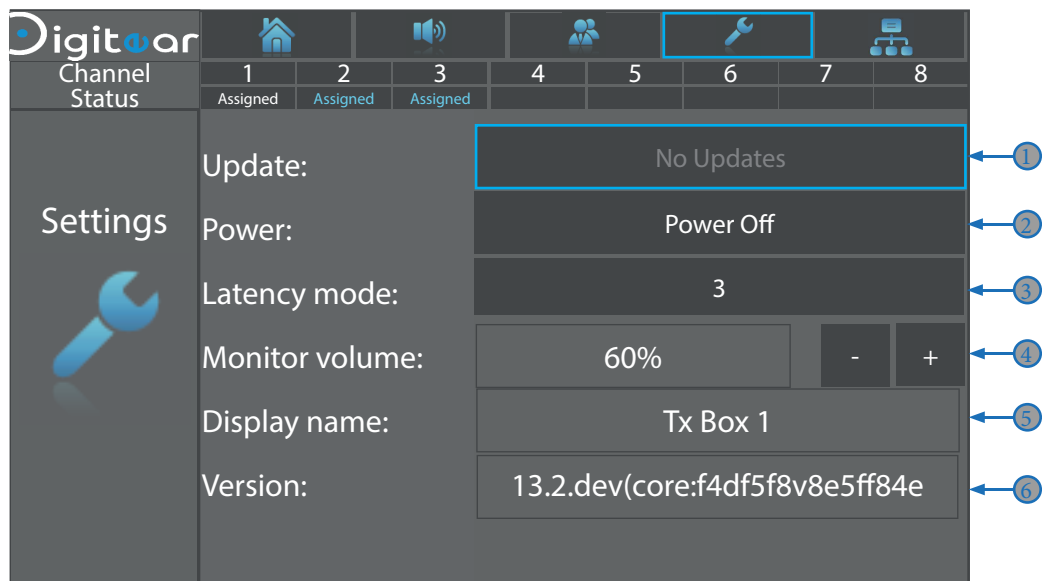 Digitear
Channel 1 2 3 4 5 6 7 8
Status Assigned Assigned Assigned
Settings
Update: No Updates 1
Power: Power Off 2
Latency mode: 3 3
Monitor volume: 60% - + 4
Display name: Tx Box 1 5
Version: 13.2.dev(core:f4df5f8v8e5ff84e 6